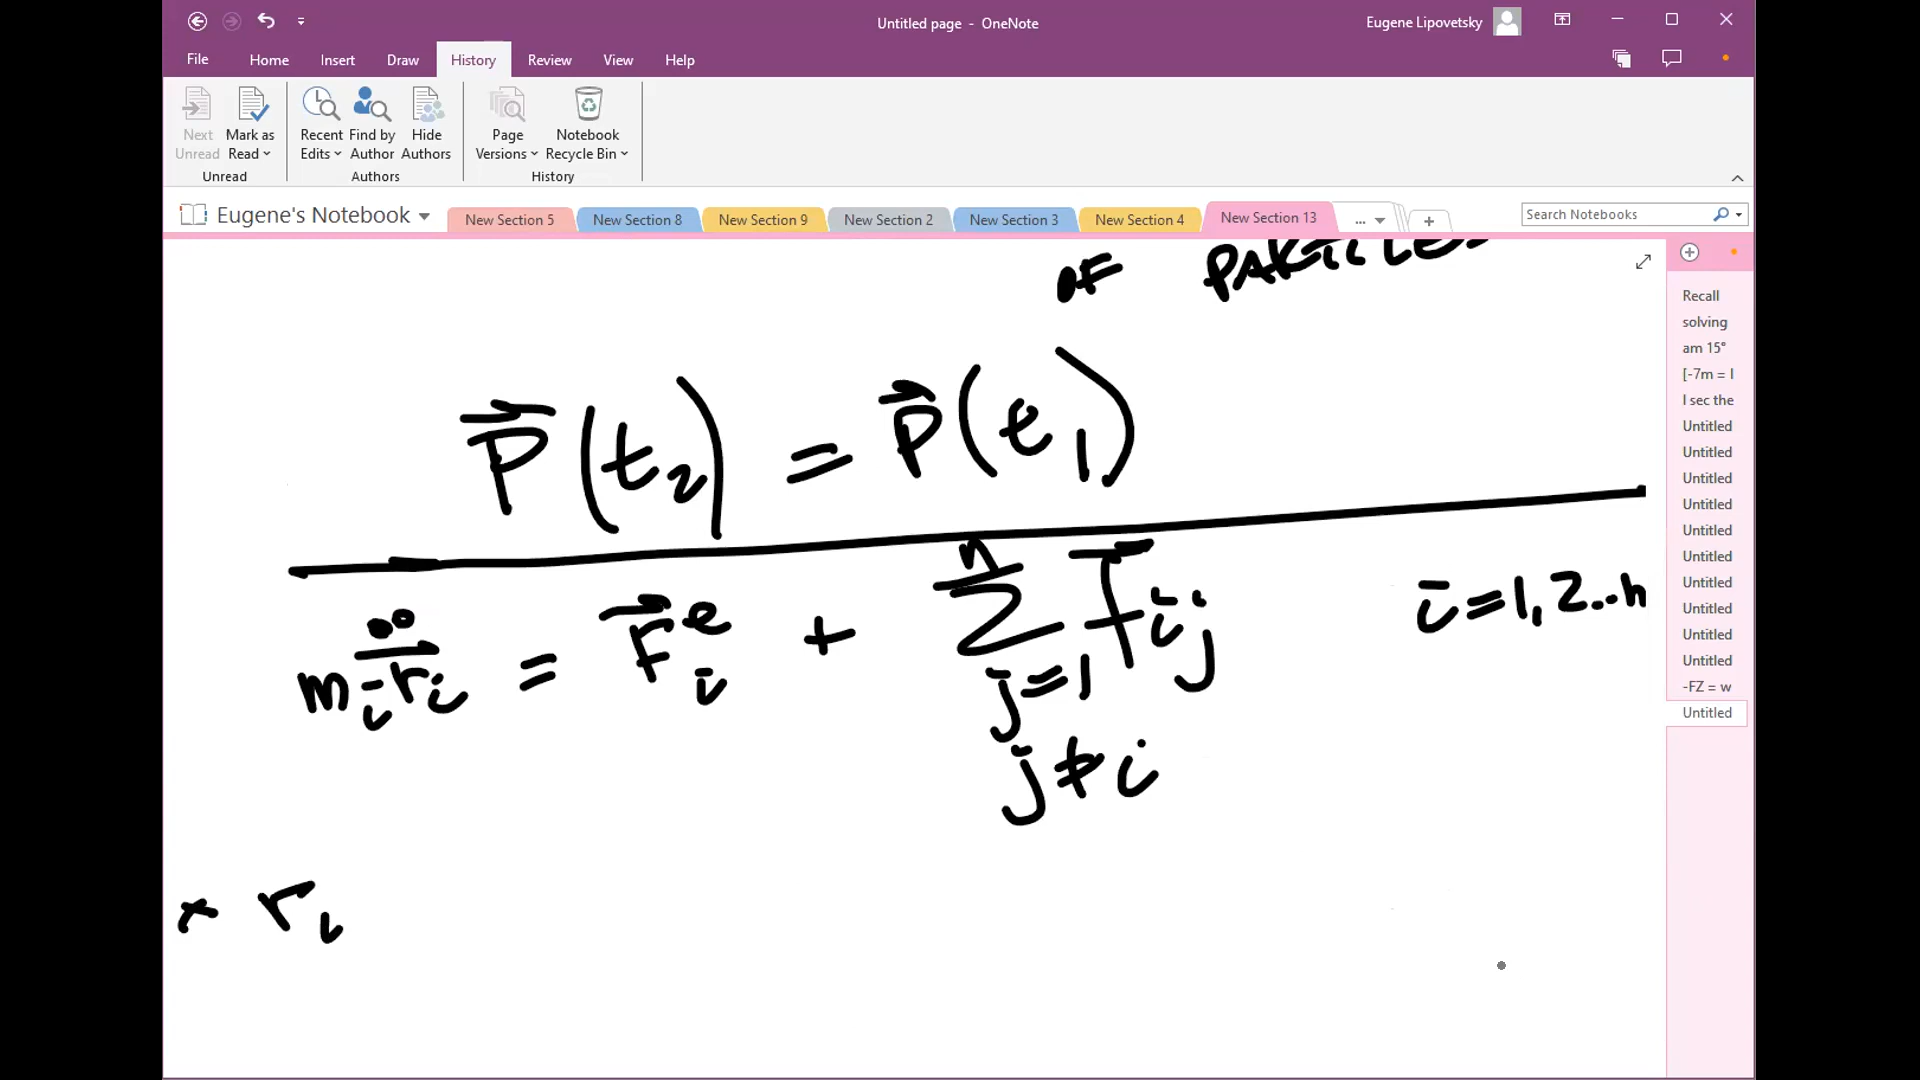 Untitled page - OneNote
Eugene Lipovetsky
File Home Insert Draw History Review View Help
Next Unread
Mark as Read
Recent Edits
Find by Author
Hide Authors
Page Versions
Notebook Recycle Bin
Unread
Authors
History
Eugene's Notebook
New Section 5
New Section 8
New Section 9
New Section 2
New Section 3
New Section 4
New Section 13
...
Search Notebooks
OF PARTICLES
P⃗(t₂) = P⃗(t₁)
mᵢ r̈ᵢ = F⃗ᵢᵉ + Σ f⃗ᵢⱼ i=1,2..n
n
j=1
j≠i
× rᵢ
Recall
solving
am 15°
[-7m = I
I sec the
Untitled
Untitled
Untitled
Untitled
Untitled
Untitled
Untitled
Untitled
Untitled
Untitled
-FZ = w
Untitled